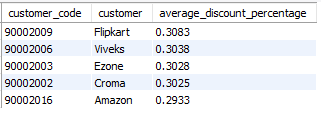 customer_code customer average_discount_percentage
90002009 Flipkart 0.3083
90002006 Viveks 0.3038
90002003 Ezone 0.3028
90002002 Croma 0.3025
90002016 Amazon 0.2933